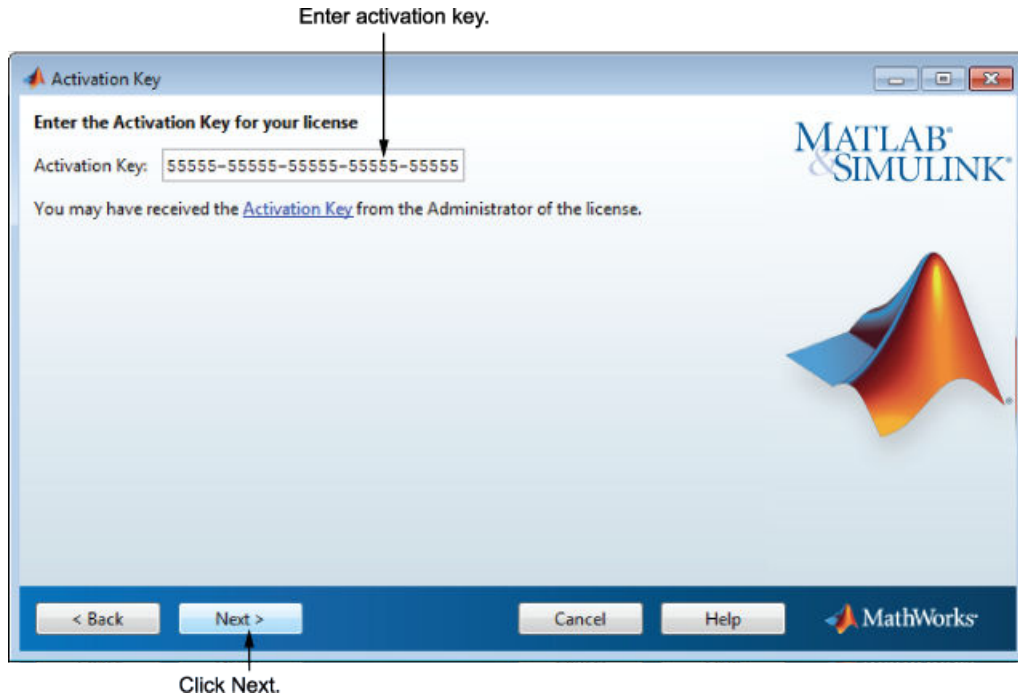 Enter activation key.
Activation Key
Enter the Activation Key for your license
MATLAB®
&SIMULINK®
Activation Key: 55555-55555-55555-55555-55555
You may have received the Activation Key from the Administrator of the license.
®
< Back Next > Cancel Help MathWorks®
Click Next.